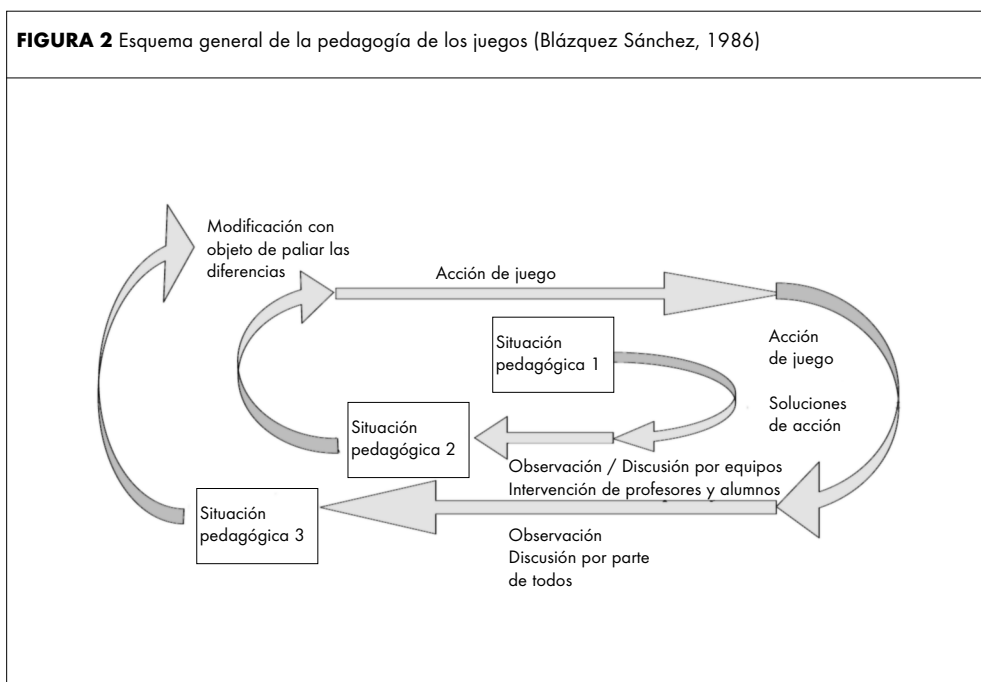 FIGURA 2 Esquema general de la pedagogía de los juegos (Blázquez Sánchez, 1986)
Modificación con
objeto de paliar las
diferencias
Acción de juego
Situación
pedagógica 1
Acción
de juego
Soluciones
de acción
Situación
pedagógica 2
Observación / Discusión por equipos
Intervención de profesores y alumnos
Situación
pedagógica 3
Observación
Discusión por parte
de todos